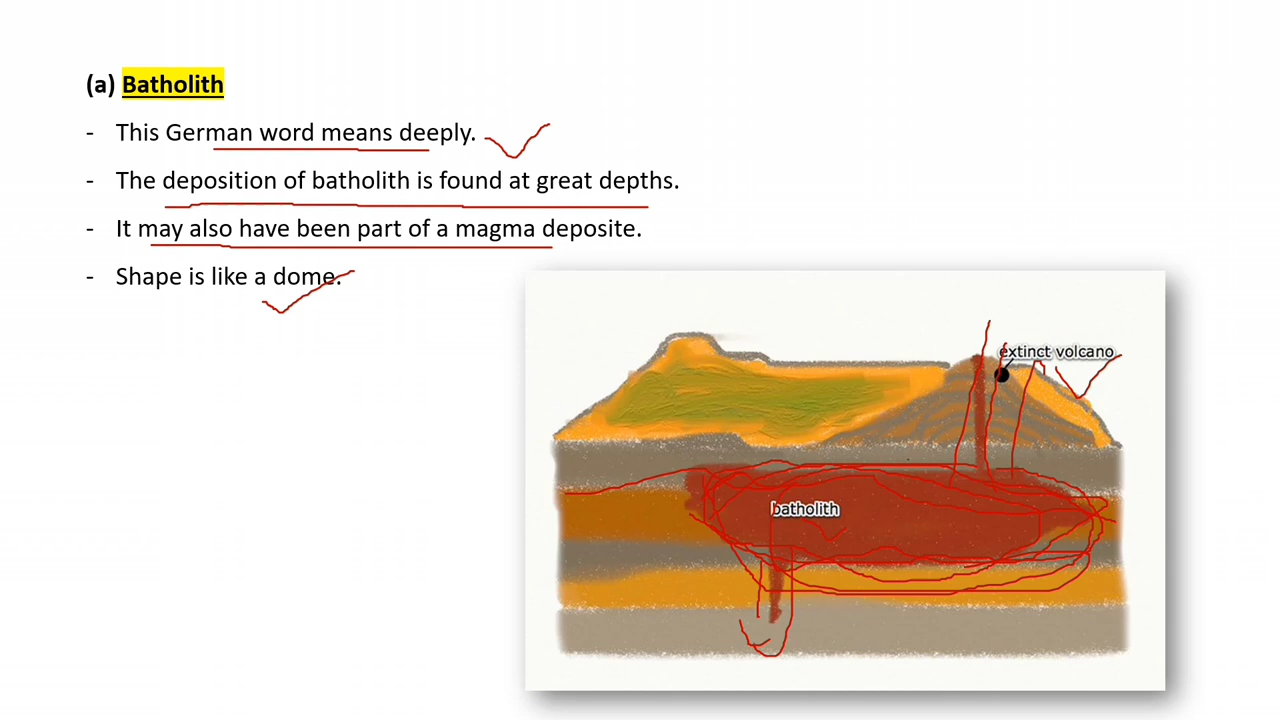 (a) Batholith
- This German word means deeply.
- The deposition of batholith is found at great depths.
- It may also have been part of a magma deposite.
- Shape is like a dome.
extinct volcano
batholith